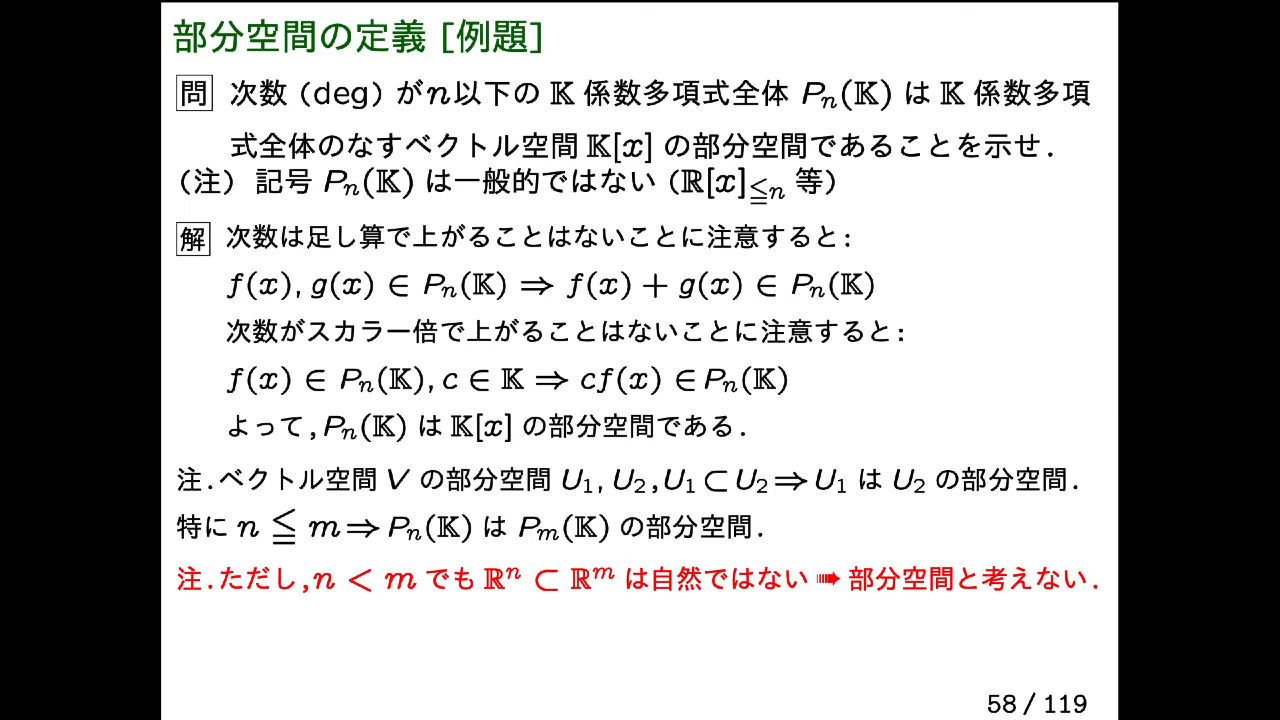 部分空間の定義 [例題]
問 次数 (deg) がn以下の 𝕂 係数多項式全体 Pₙ(𝕂) は 𝕂 係数多項
式全体のなすベクトル空間 𝕂[x] の部分空間であることを示せ.
(注) 記号 Pₙ(𝕂) は一般的ではない (ℝ[x]≦ₙ 等)
解 次数は足し算で上がることはないことに注意すると:
f(x), g(x) ∈ Pₙ(𝕂) ⇒ f(x) + g(x) ∈ Pₙ(𝕂)
次数がスカラー倍で上がることはないことに注意すると:
f(x) ∈ Pₙ(𝕂), c ∈ 𝕂 ⇒ cf(x) ∈ Pₙ(𝕂)
よって, Pₙ(𝕂) は 𝕂[x] の部分空間である.
注.ベクトル空間 V の部分空間 U₁, U₂, U₁ ⊂ U₂ ⇒ U₁ は U₂ の部分空間.
特に n ≦ m ⇒ Pₙ(𝕂) は Pₘ(𝕂) の部分空間.
注.ただし, n < m でも ℝⁿ ⊂ ℝᵐ は自然ではない ➠ 部分空間と考えない.
58 / 119